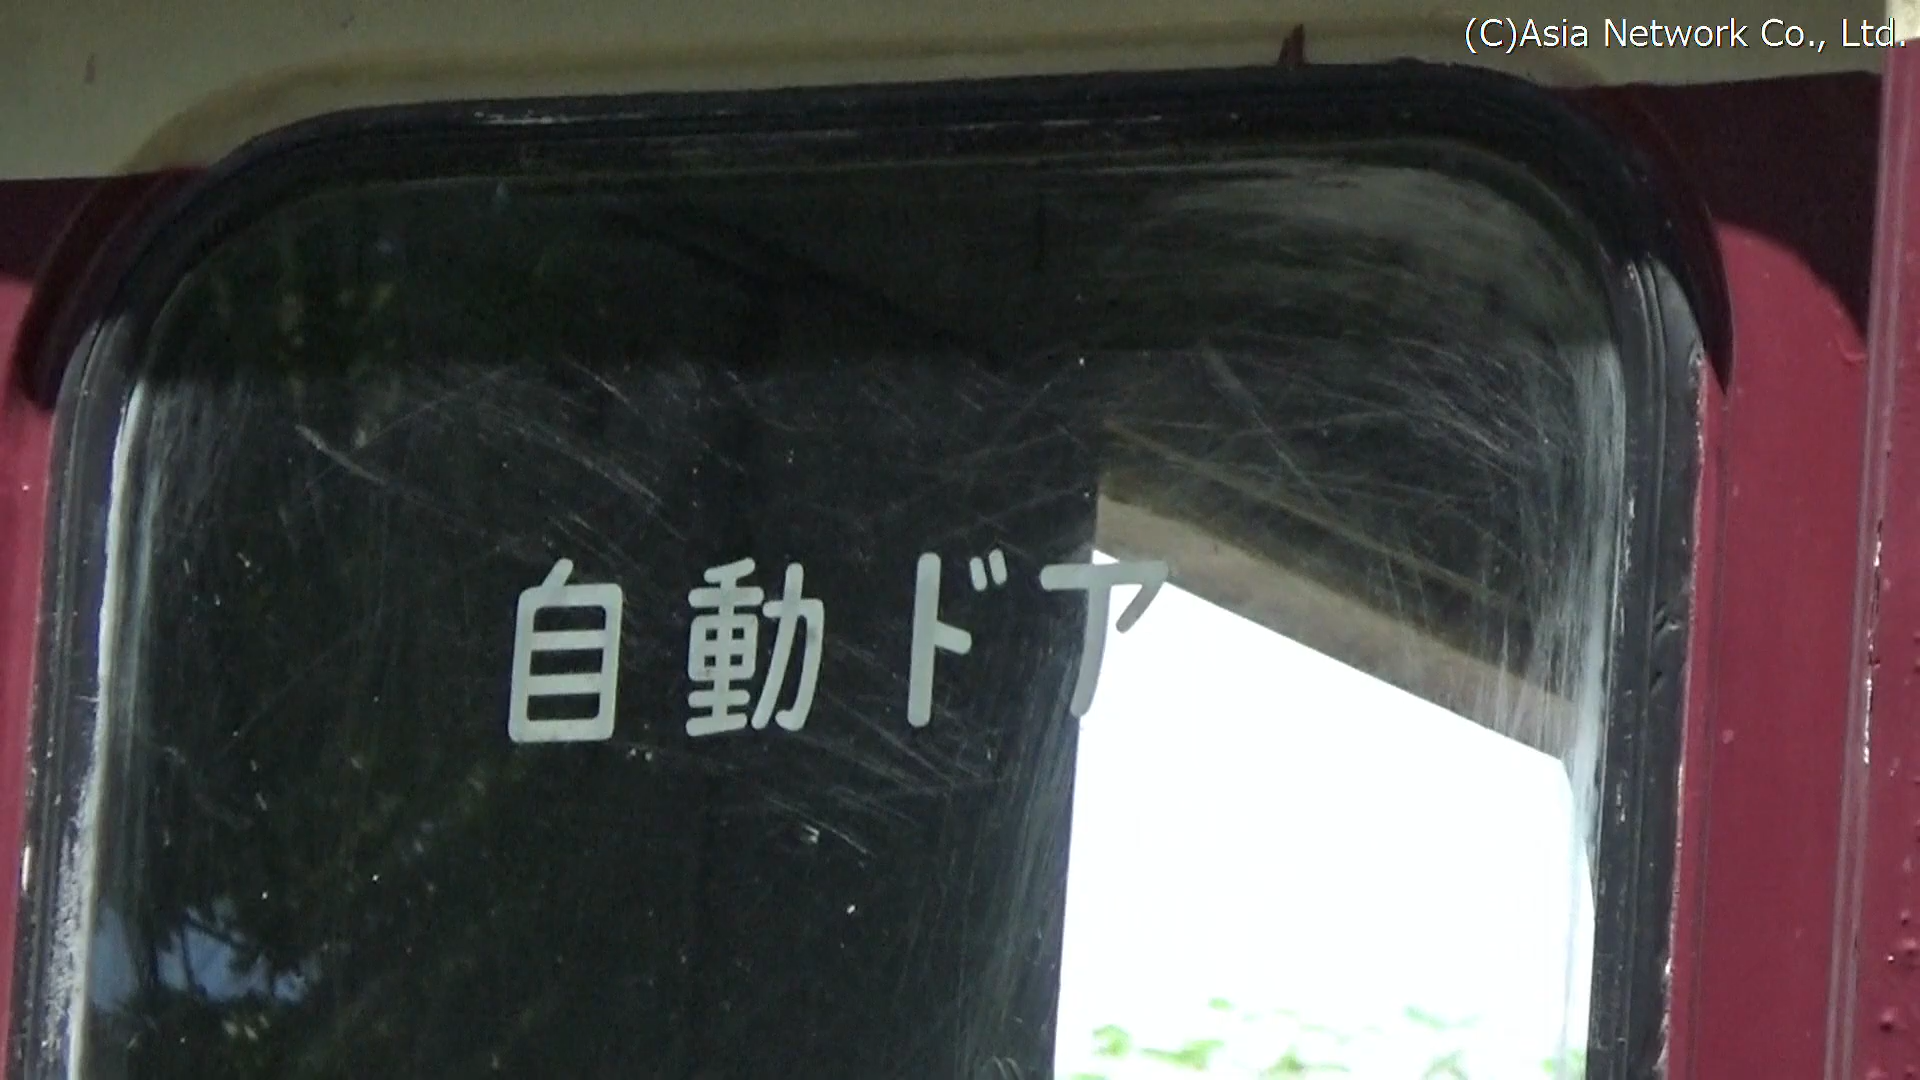 (C)Asia Network Co., Ltd.
自動ドア